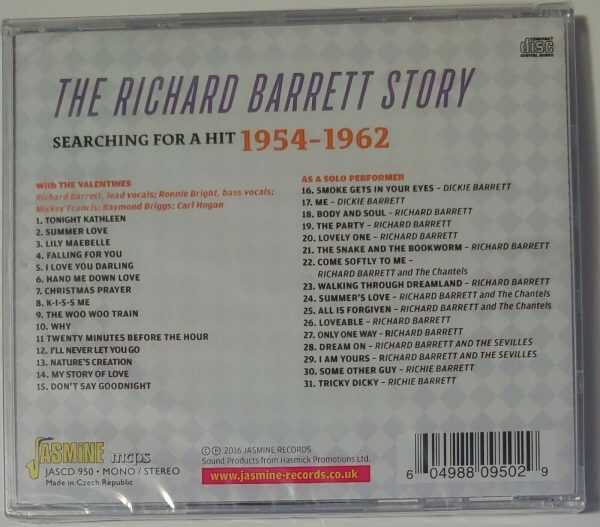 COMPACT
disc
DIGITAL AUDIO
THE RICHARD BARRETT STORY
SEARCHING FOR A HIT 1954-1962
With THE VALENTINES
Richard Barrett, lead vocals; Ronnie Bright, bass vocals;
Mickey Francis; Raymond Briggs; Carl Hogan
1. TONIGHT KATHLEEN
2. SUMMER LOVE
3. LILY MAEBELLE
4. FALLING FOR YOU
5. I LOVE YOU DARLING
6. HAND ME DOWN LOVE
7. CHRISTMAS PRAYER
8. K-I-S-S ME
9. THE WOO WOO TRAIN
10. WHY
11 TWENTY MINUTES BEFORE THE HOUR
12. I'LL NEVER LET YOU GO
13. NATURE'S CREATION
14. MY STORY OF LOVE
15. DON'T SAY GOODNIGHT
AS A SOLO PERFORMER
16. SMOKE GETS IN YOUR EYES – DICKIE BARRETT
17. ME – DICKIE BARRETT
18. BODY AND SOUL – RICHARD BARRETT
19. THE PARTY – RICHARD BARRETT
20. LOVELY ONE – RICHARD BARRETT
21. THE SNAKE AND THE BOOKWORM – RICHARD BARRETT
22. COME SOFTLY TO ME –
RICHARD BARRETT and The Chantels
23. WALKING THROUGH DREAMLAND – RICHARD BARRETT
24. SUMMER'S LOVE – RICHARD BARRETT and The Chantels
25. ALL IS FORGIVEN – RICHARD BARRETT and The Chantels
26. LOVEABLE – RICHARD BARRETT
27. ONLY ONE WAY – RICHARD BARRETT
28. DREAM ON – RICHARD BARRETT AND THE SEVILLES
29. I AM YOURS – RICHARD BARRETT AND THE SEVILLES
30. SOME OTHER GUY – RICHIE BARRETT
31. TRICKY DICKY – RICHIE BARRETT
JASMINE mcps
JASCD 950 • MONO / STEREO
Made in Czech Republic
© ℗ 2016 JASMINE RECORDS
Sound Products from Hasmick Promotions Ltd.
www.jasmine-records.co.uk
6 04988 09502 9